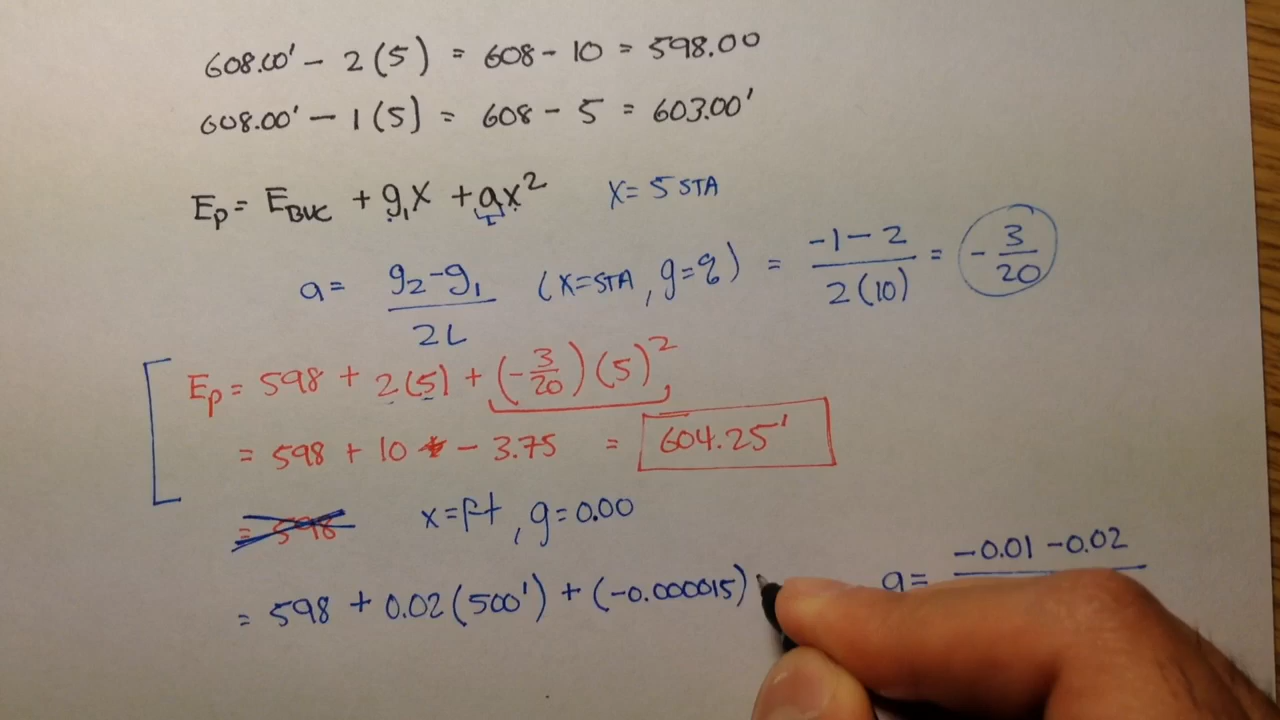 608.00' - 2(5) = 608 - 10 = 598.00
608.00' - 1(5) = 608 - 5 = 603.00'
Ep = EBVC + g₁x + ax² x = 5 STA
a = g₂-g₁ / 2L (x=STA, g=%) = -1-2 / 2(10) = -3/20
Ep = 598 + 2(5) + (-3/20)(5)²
= 598 + 10 - 3.75 = 604.25'
= 598 x=ft, g=0.00
= 598 + 0.02(500') + (-0.000015) a = -0.01 -0.02